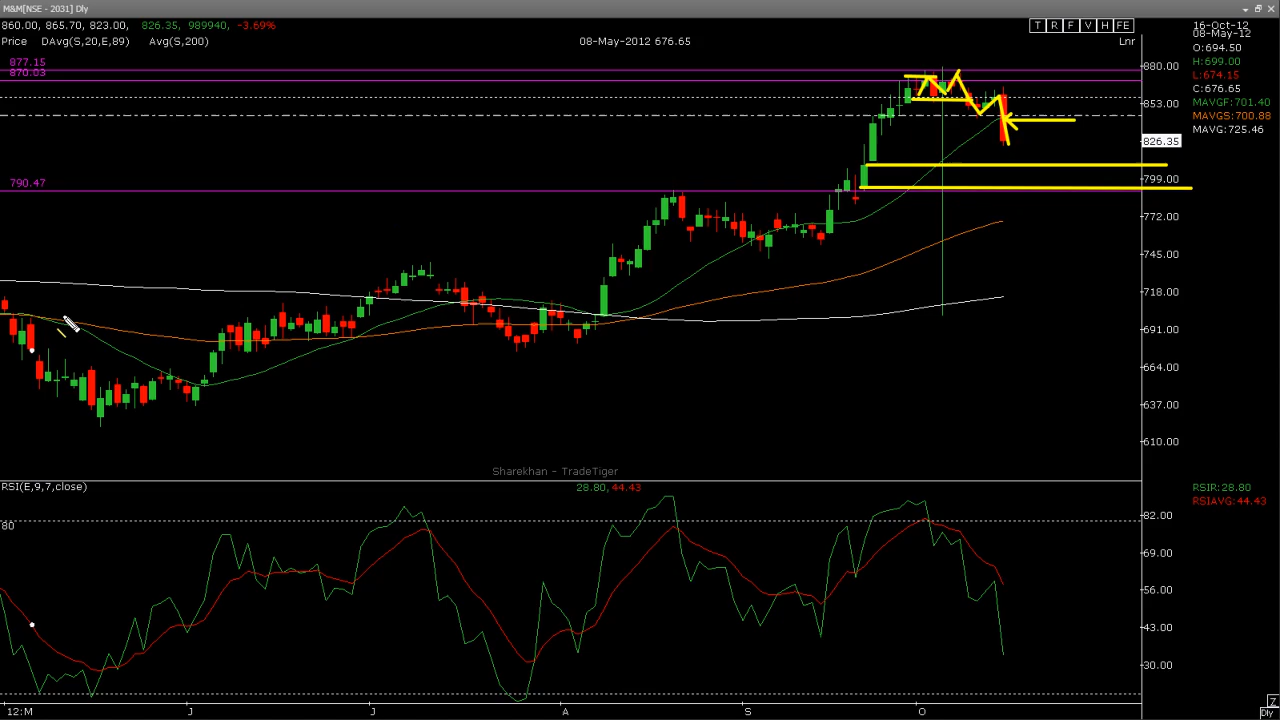 M&M[NSE - 2031] Dly
860.00, 865.70, 823.00, 826.35, 989940, -3.69%
T R F V H FE
16-Oct-12
Price DAvg(S,20,E,89) Avg(S,200)
08-May-2012 676.65
Lnr
08-May-12
O:694.50
H:699.00
L:674.15
C:676.65
MAVGF:701.40
MAVGS:700.88
MAVG:725.46
877.15
870.03
790.47
880.00
853.00
826.35
799.00
772.00
745.00
718.00
691.00
664.00
637.00
610.00
Sharekhan - TradeTiger
RSI(E,9,7,close)
28.80, 44.43
RSIR:28.80
RSIAVG:44.43
80
82.00
69.00
56.00
43.00
30.00
12:M J J A S O
Z
Dly